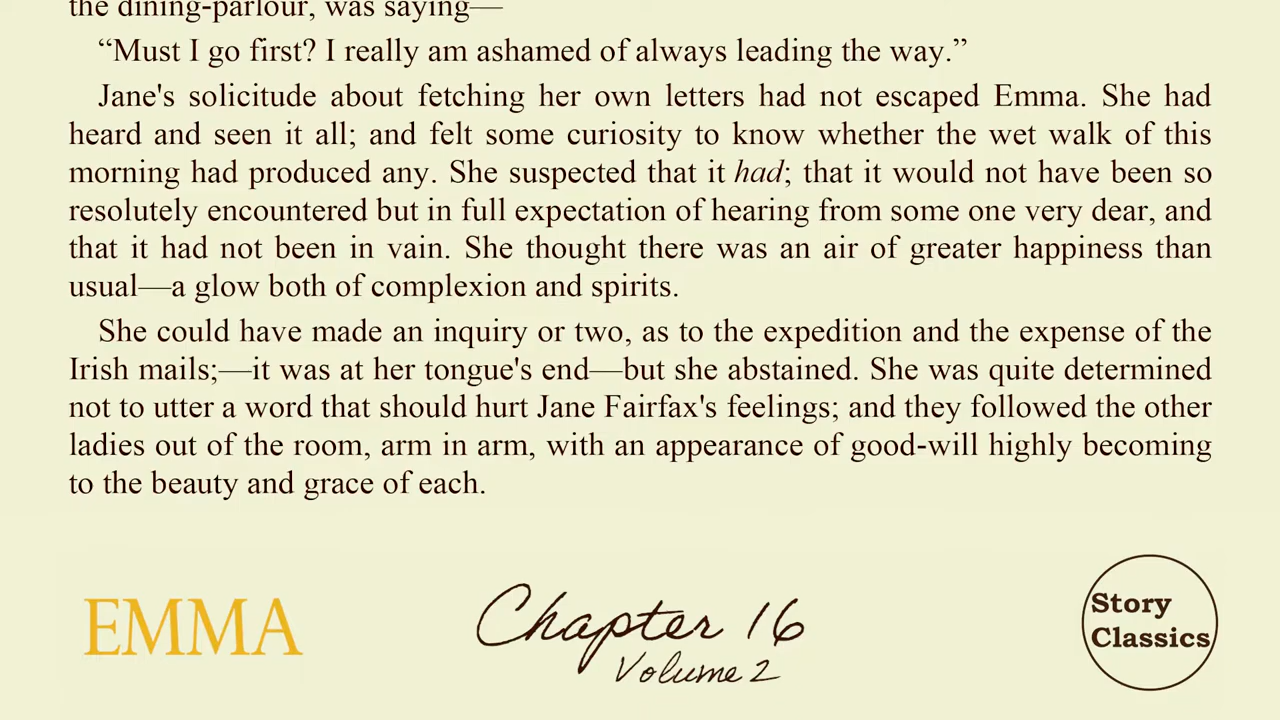 the dining-parlour, was saying—
“Must I go first? I really am ashamed of always leading the way.”
Jane's solicitude about fetching her own letters had not escaped Emma. She had
heard and seen it all; and felt some curiosity to know whether the wet walk of this
morning had produced any. She suspected that it had; that it would not have been so
resolutely encountered but in full expectation of hearing from some one very dear, and
that it had not been in vain. She thought there was an air of greater happiness than
usual—a glow both of complexion and spirits.
She could have made an inquiry or two, as to the expedition and the expense of the
Irish mails;—it was at her tongue's end—but she abstained. She was quite determined
not to utter a word that should hurt Jane Fairfax's feelings; and they followed the other
ladies out of the room, arm in arm, with an appearance of good-will highly becoming
to the beauty and grace of each.
EMMA
Chapter 16
Volume 2
Story
Classics